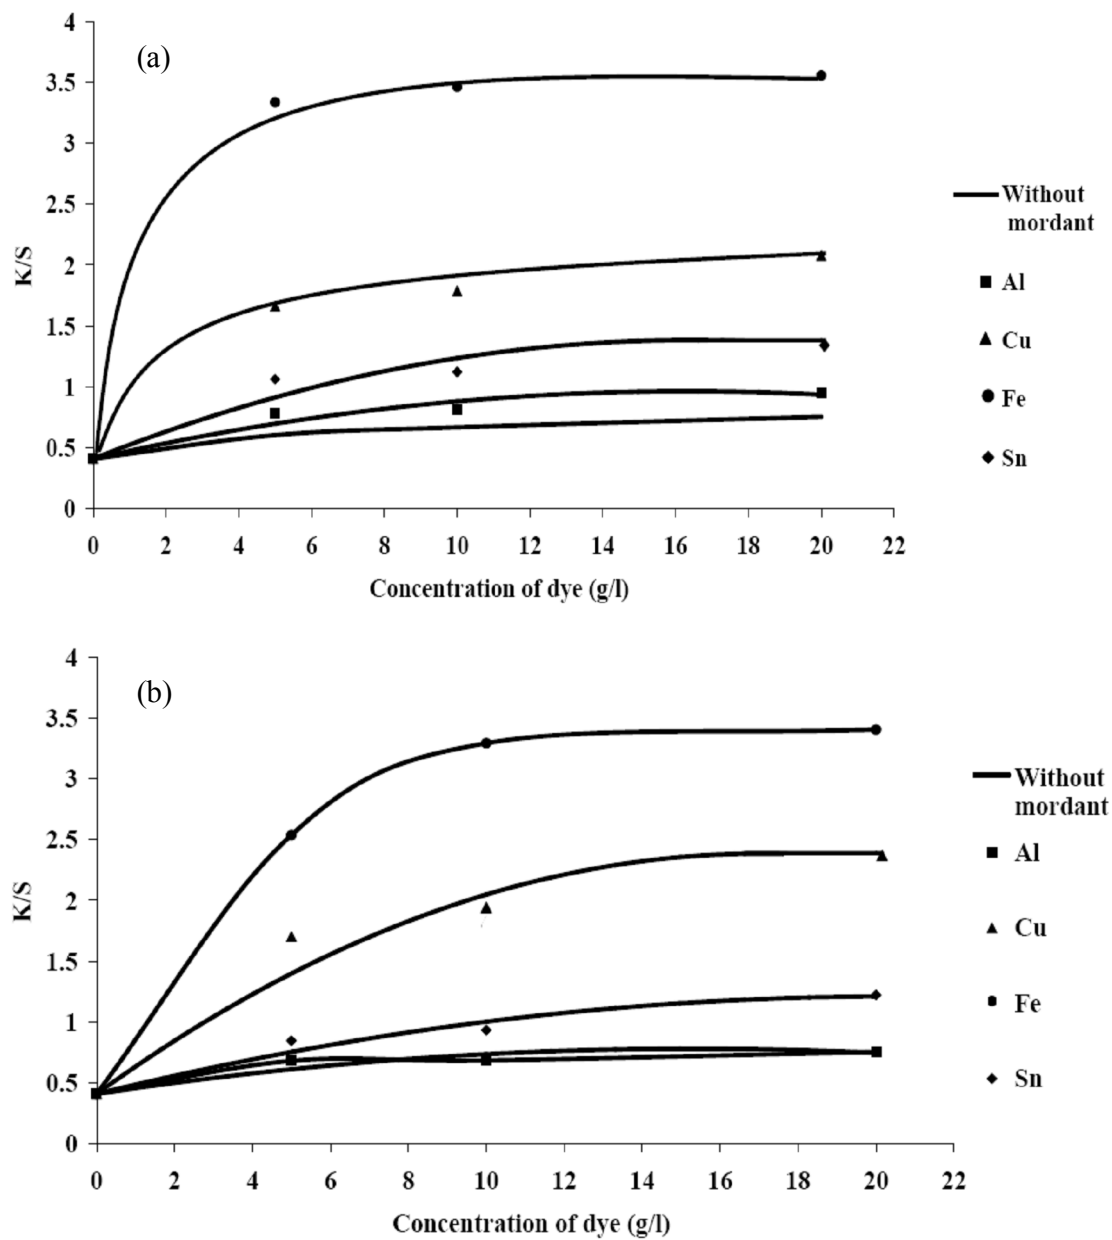 (a)
4
3.5
3
2.5
2
1.5
1
0.5
0
K/S
0 2 4 6 8 10 12 14 16 18 20 22
Concentration of dye (g/l)
Without
mordant
Al
Cu
Fe
Sn
(b)
4
3.5
3
2.5
2
1.5
1
0.5
0
K/S
0 2 4 6 8 10 12 14 16 18 20 22
Concentration of dye (g/l)
Without
mordant
Al
Cu
Fe
Sn